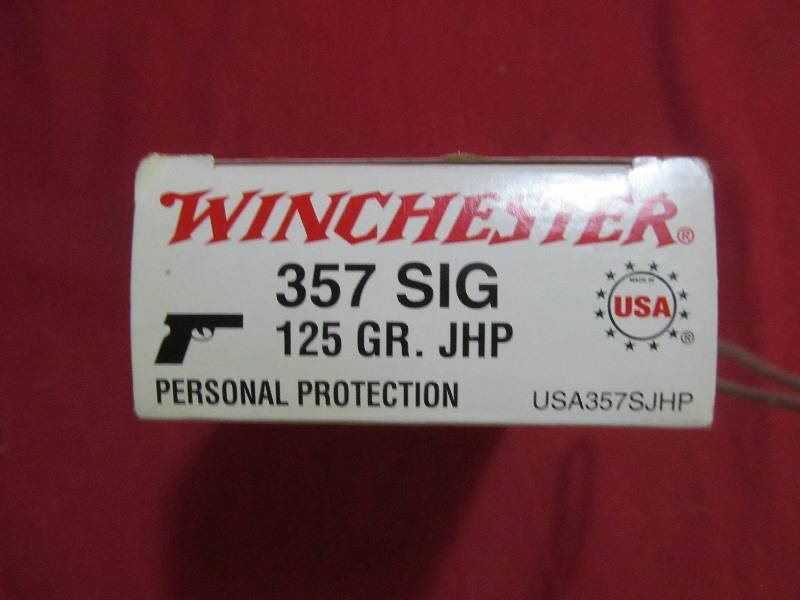 WINCHESTER®
357 SIG
125 GR. JHP
PERSONAL PROTECTION
MADE IN
USA
®
USA357SJHP